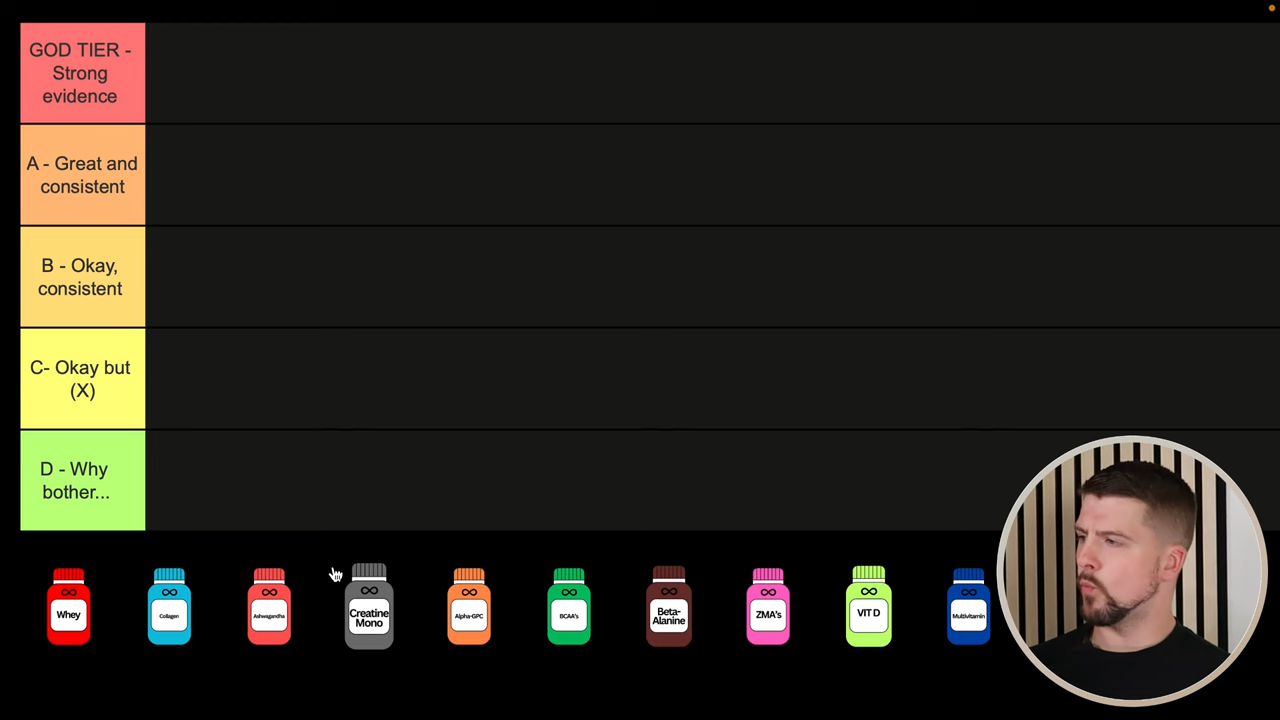 GOD TIER -
Strong
evidence
A - Great and
consistent
B - Okay,
consistent
C- Okay but
(X)
D - Why
bother...
Whey
Collagen
Ashwagandha
Creatine
Mono
Alpha-GPC
BCAA's
Beta-
Alanine
ZMA's
VIT D
Multivitamin